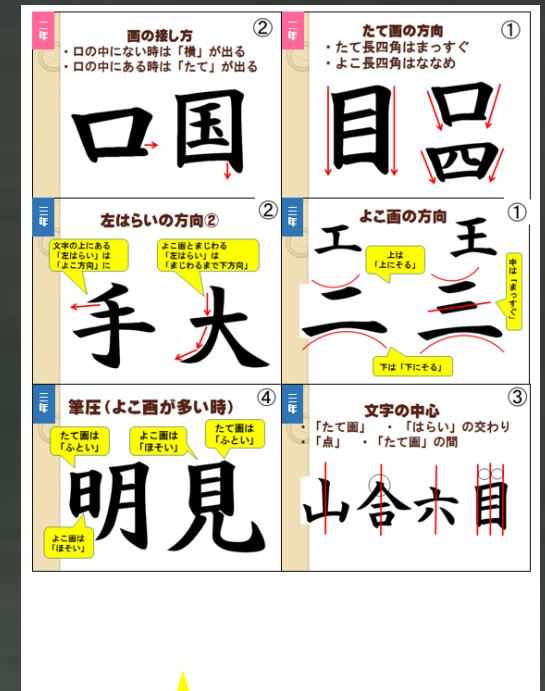 二年
画の接し方
②
・口の中にない時は「横」が出る
・口の中にある時は「たて」が出る
口
国
二年
たて画の方向
①
・たて長四角はまっすぐ
・よこ長四角はななめ
目
口
四
三年
左はらいの方向②
②
文字の上にある
「左はらい」は
「よこ方向」に
よこ画とまじわる
「左はらい」は
「まじわるまで下方向」
手
大
三年
よこ画の方向
①
エ
王
上は
「上にそる」
中は「まっすぐ」
二
三
下は「下にそる」
三年
筆圧(よこ画が多い時)
④
たて画は
「ふとい」
よこ画は
「ほそい」
たて画は
「ふとい」
明
見
よこ画は
「ほそい」
三年
文字の中心
③
・「たて画」 ・「はらい」の交わり
・「点」 ・「たて画」の間
山
合
六
目